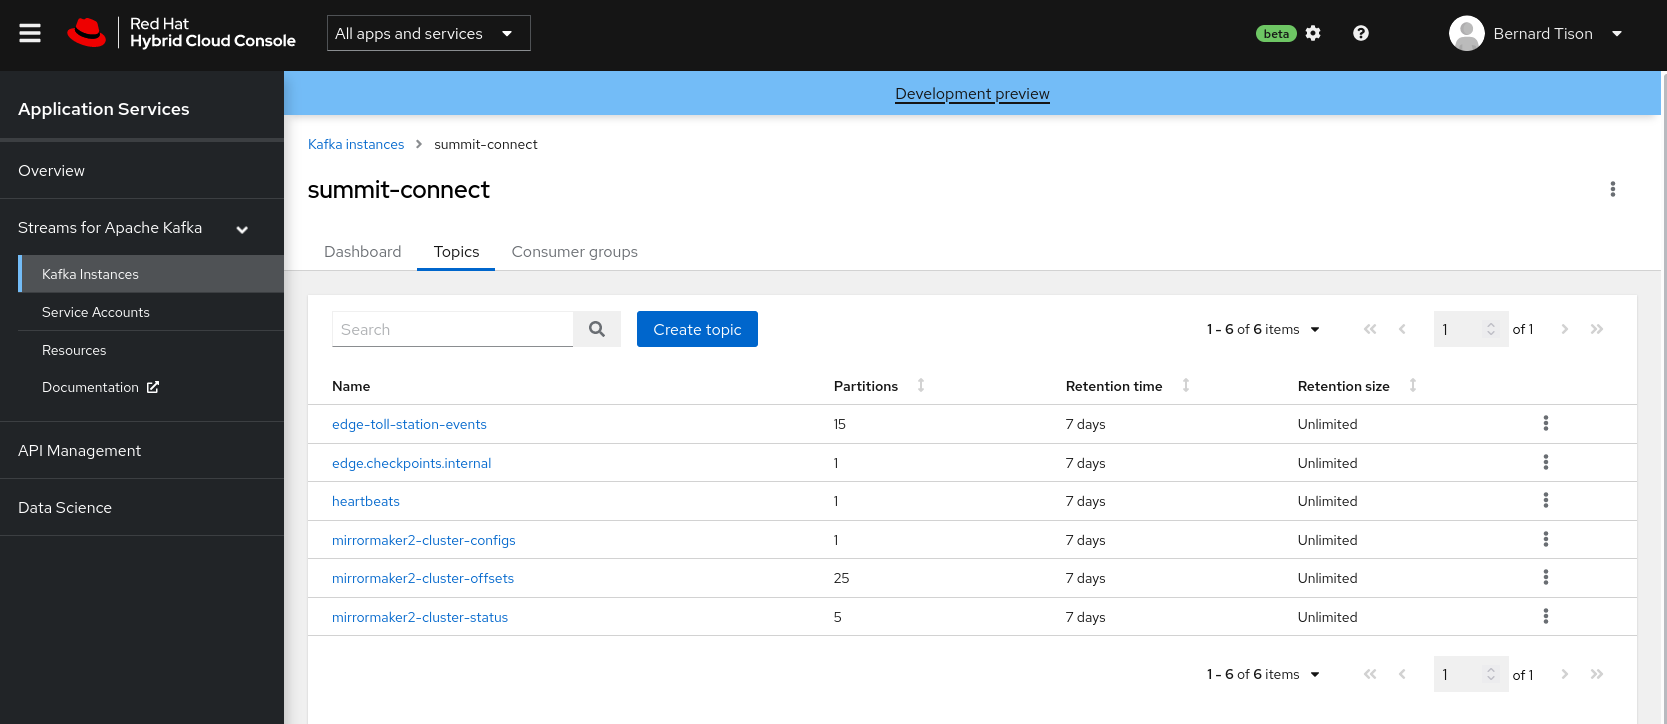 Red Hat
Hybrid Cloud Console
All apps and services
beta
Bernard Tison
Application Services
Overview
Streams for Apache Kafka
Kafka Instances
Service Accounts
Resources
Documentation
API Management
Data Science
Development preview
Kafka instances > summit-connect
summit-connect
Dashboard Topics Consumer groups
Search Create topic 1 - 6 of 6 items 1 of 1
Name Partitions Retention time Retention size
edge-toll-station-events 15 7 days Unlimited
edge.checkpoints.internal 1 7 days Unlimited
heartbeats 1 7 days Unlimited
mirrormaker2-cluster-configs 1 7 days Unlimited
mirrormaker2-cluster-offsets 25 7 days Unlimited
mirrormaker2-cluster-status 5 7 days Unlimited
1 - 6 of 6 items 1 of 1